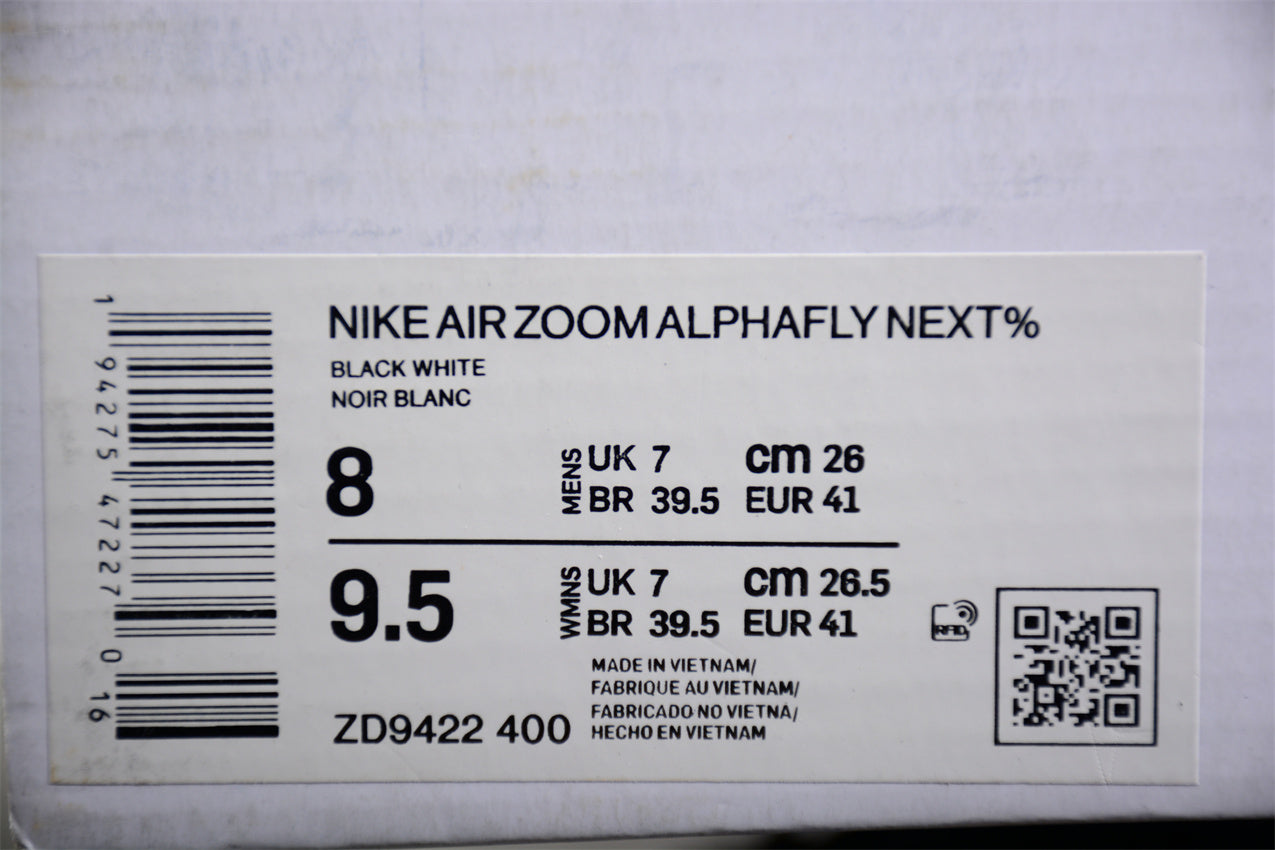 NIKE AIR ZOOM ALPHAFLY NEXT%
BLACK WHITE
NOIR BLANC
8
MENS
UK 7 cm 26
BR 39.5 EUR 41
9.5
WMNS
UK 7 cm 26.5
BR 39.5 EUR 41
MADE IN VIETNAM/
FABRIQUE AU VIETNAM/
FABRICADO NO VIETNA/
HECHO EN VIETNAM
ZD9422 400
RFID
1 94275 47227 0 16